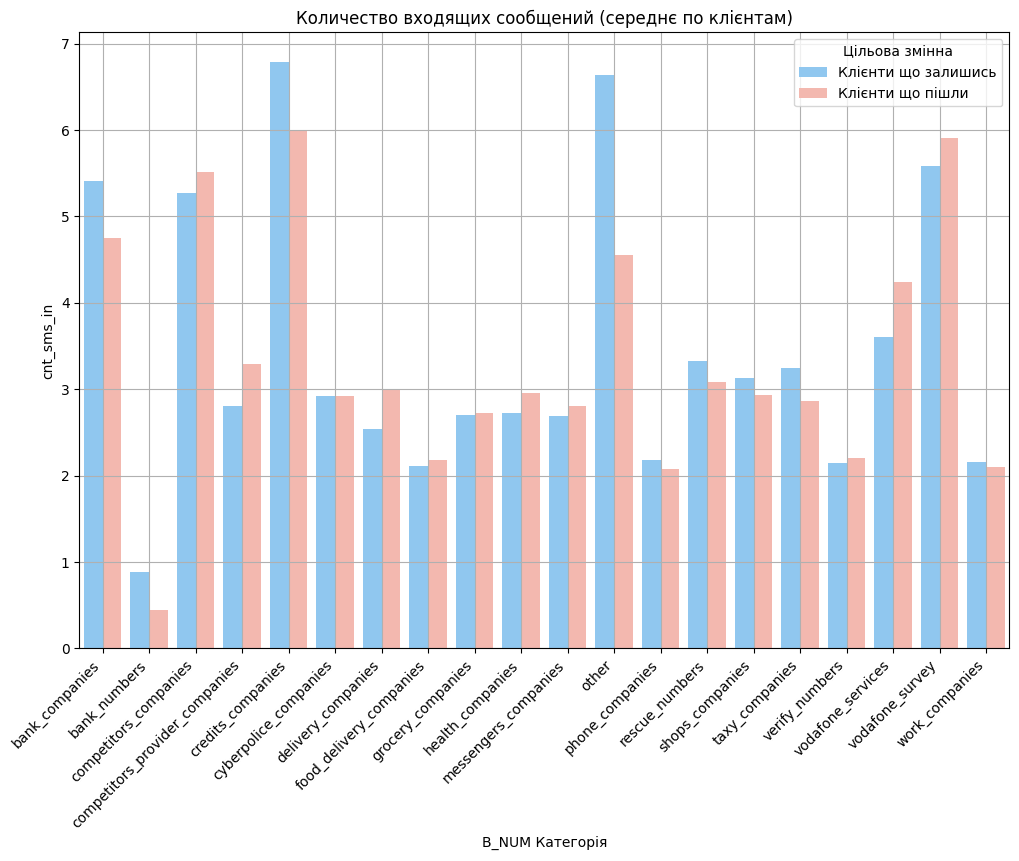 Количество входящих сообщений (середнє по клієнтам)
Цільова змінна
Клієнти що залишись
Клієнти що пішли
cnt_sms_in
7
6
5
4
3
2
1
0
bank_companies
bank_numbers
competitors_companies
competitors_provider_companies
credits_companies
cyberpolice_companies
delivery_companies
food_delivery_companies
grocery_companies
health_companies
messengers_companies
other
phone_companies
rescue_numbers
shops_companies
taxy_companies
verify_numbers
vodafone_services
vodafone_survey
work_companies
B_NUM Категорія